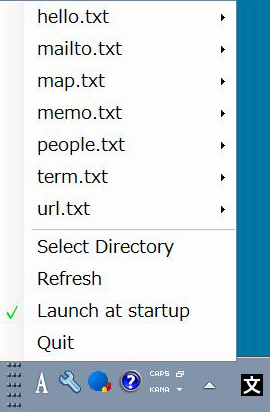 hello.txt
mailto.txt
map.txt
memo.txt
people.txt
term.txt
url.txt
Select Directory
Refresh
Launch at startup
Quit
A
?
CAPS
KANA
文